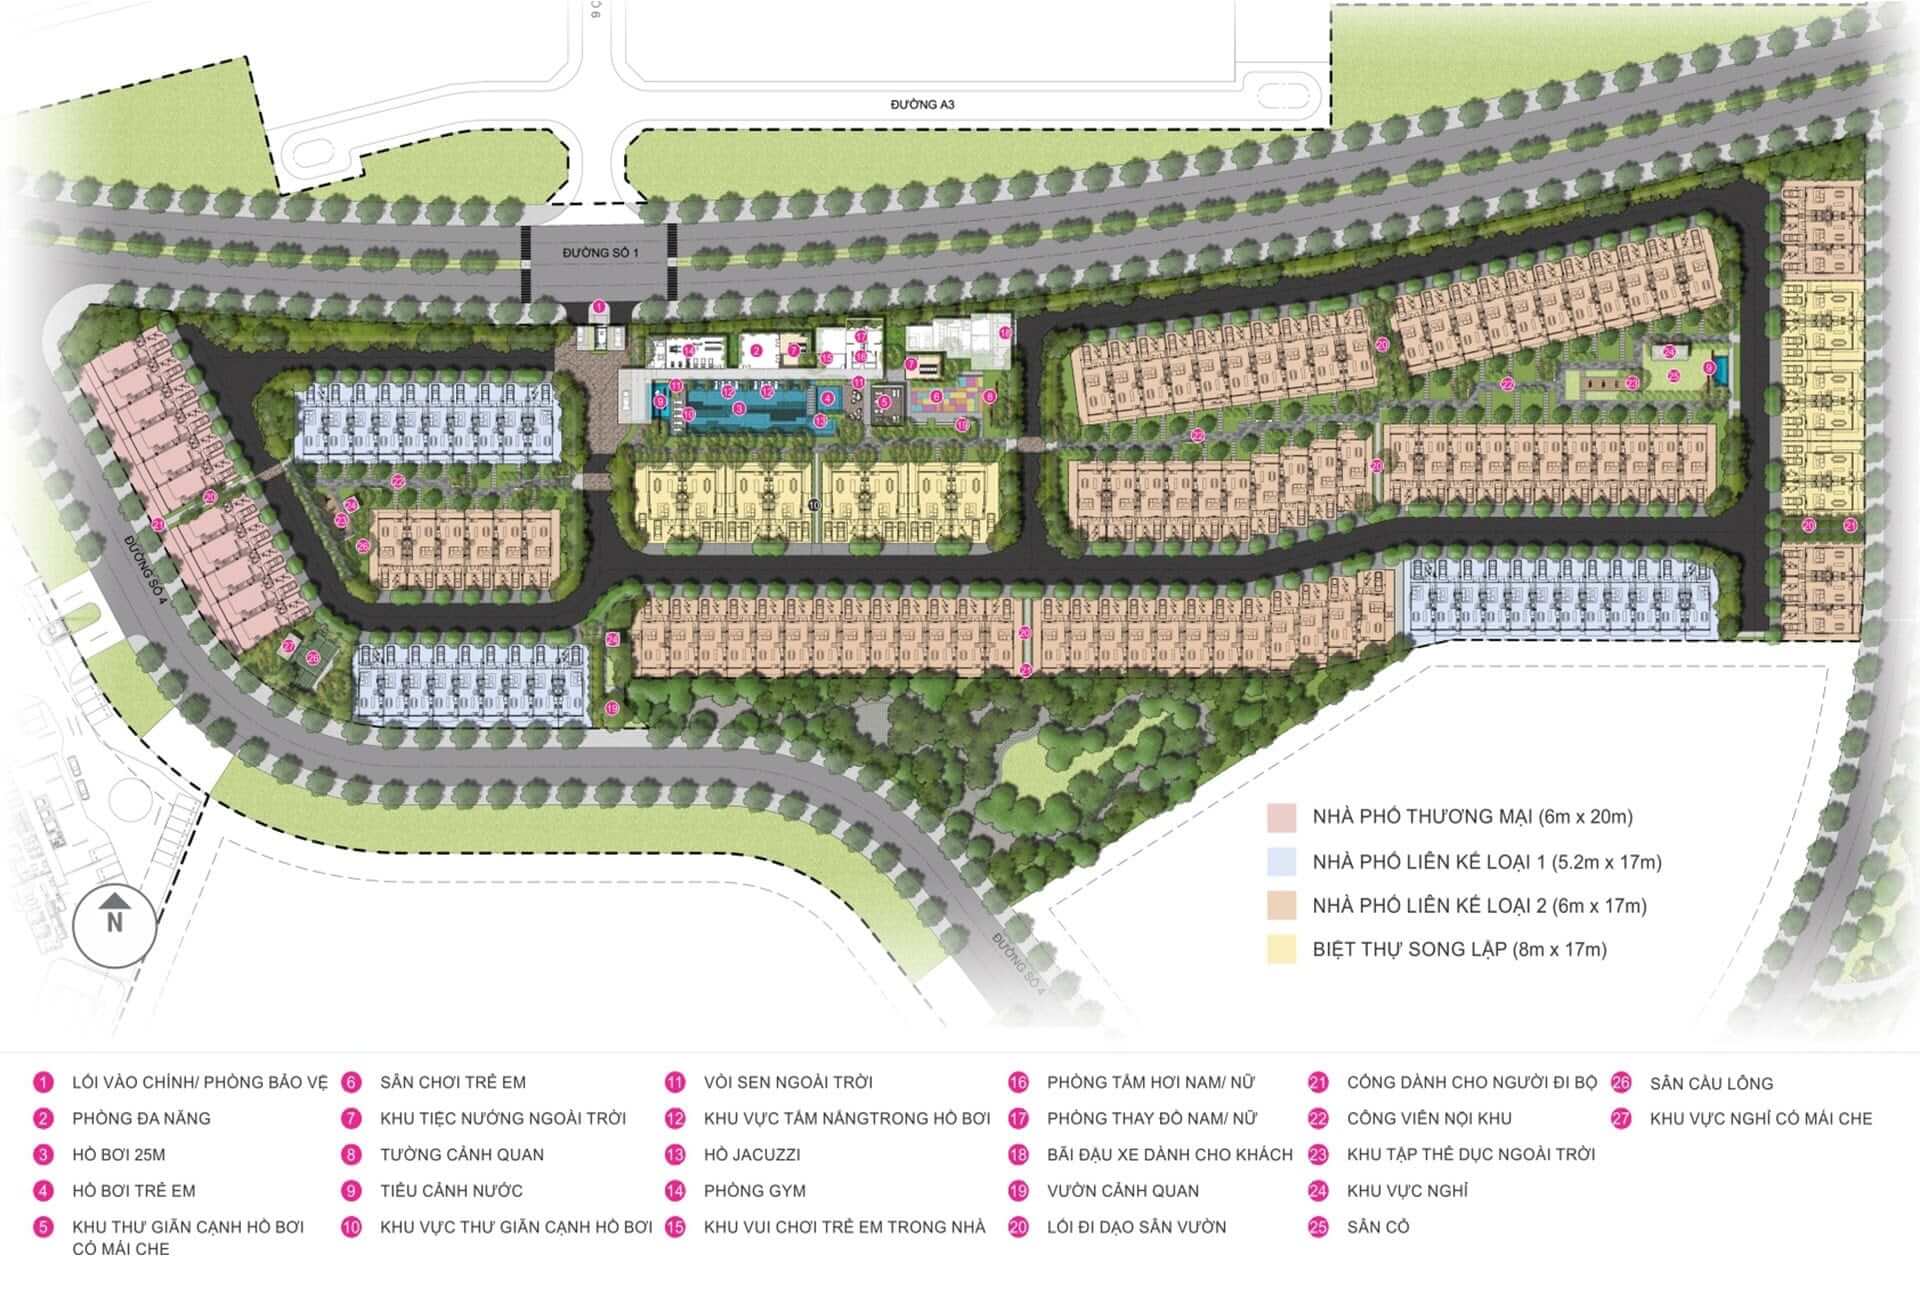 9 Ọ
ĐƯỜNG A3
ĐƯỜNG SỐ 1
ĐƯỜNG SỐ 4
ĐƯỜNG SỐ 4
N
NHÀ PHỐ THƯƠNG MẠI (6m x 20m)
NHÀ PHỐ LIÊN KẾ LOẠI 1 (5.2m x 17m)
NHÀ PHỐ LIÊN KẾ LOẠI 2 (6m x 17m)
BIỆT THỰ SONG LẬP (8m x 17m)
1 LỐI VÀO CHÍNH/ PHÒNG BẢO VỆ
2 PHÒNG ĐA NĂNG
3 HỒ BƠI 25M
4 HỒ BƠI TRẺ EM
5 KHU THƯ GIÃN CẠNH HỒ BƠI
CÓ MÁI CHE
6 SÂN CHƠI TRẺ EM
7 KHU TIỆC NƯỚNG NGOÀI TRỜI
8 TƯỜNG CẢNH QUAN
9 TIỂU CẢNH NƯỚC
10 KHU VỰC THƯ GIÃN CẠNH HỒ BƠI
11 VÒI SEN NGOÀI TRỜI
12 KHU VỰC TẮM NẮNGTRONG HỒ BƠI
13 HỒ JACUZZI
14 PHÒNG GYM
15 KHU VUI CHƠI TRẺ EM TRONG NHÀ
16 PHÒNG TẮM HƠI NAM/ NỮ
17 PHÒNG THAY ĐỒ NAM/ NỮ
18 BÃI ĐẬU XE DÀNH CHO KHÁCH
19 VƯỜN CẢNH QUAN
20 LỐI ĐI DẠO SÂN VƯỜN
21 CỔNG DÀNH CHO NGƯỜI ĐI BỘ
22 CÔNG VIÊN NỘI KHU
23 KHU TẬP THỂ DỤC NGOÀI TRỜI
24 KHU VỰC NGHỈ
25 SÂN CỎ
26 SÂN CẦU LÔNG
27 KHU VỰC NGHỈ CÓ MÁI CHE